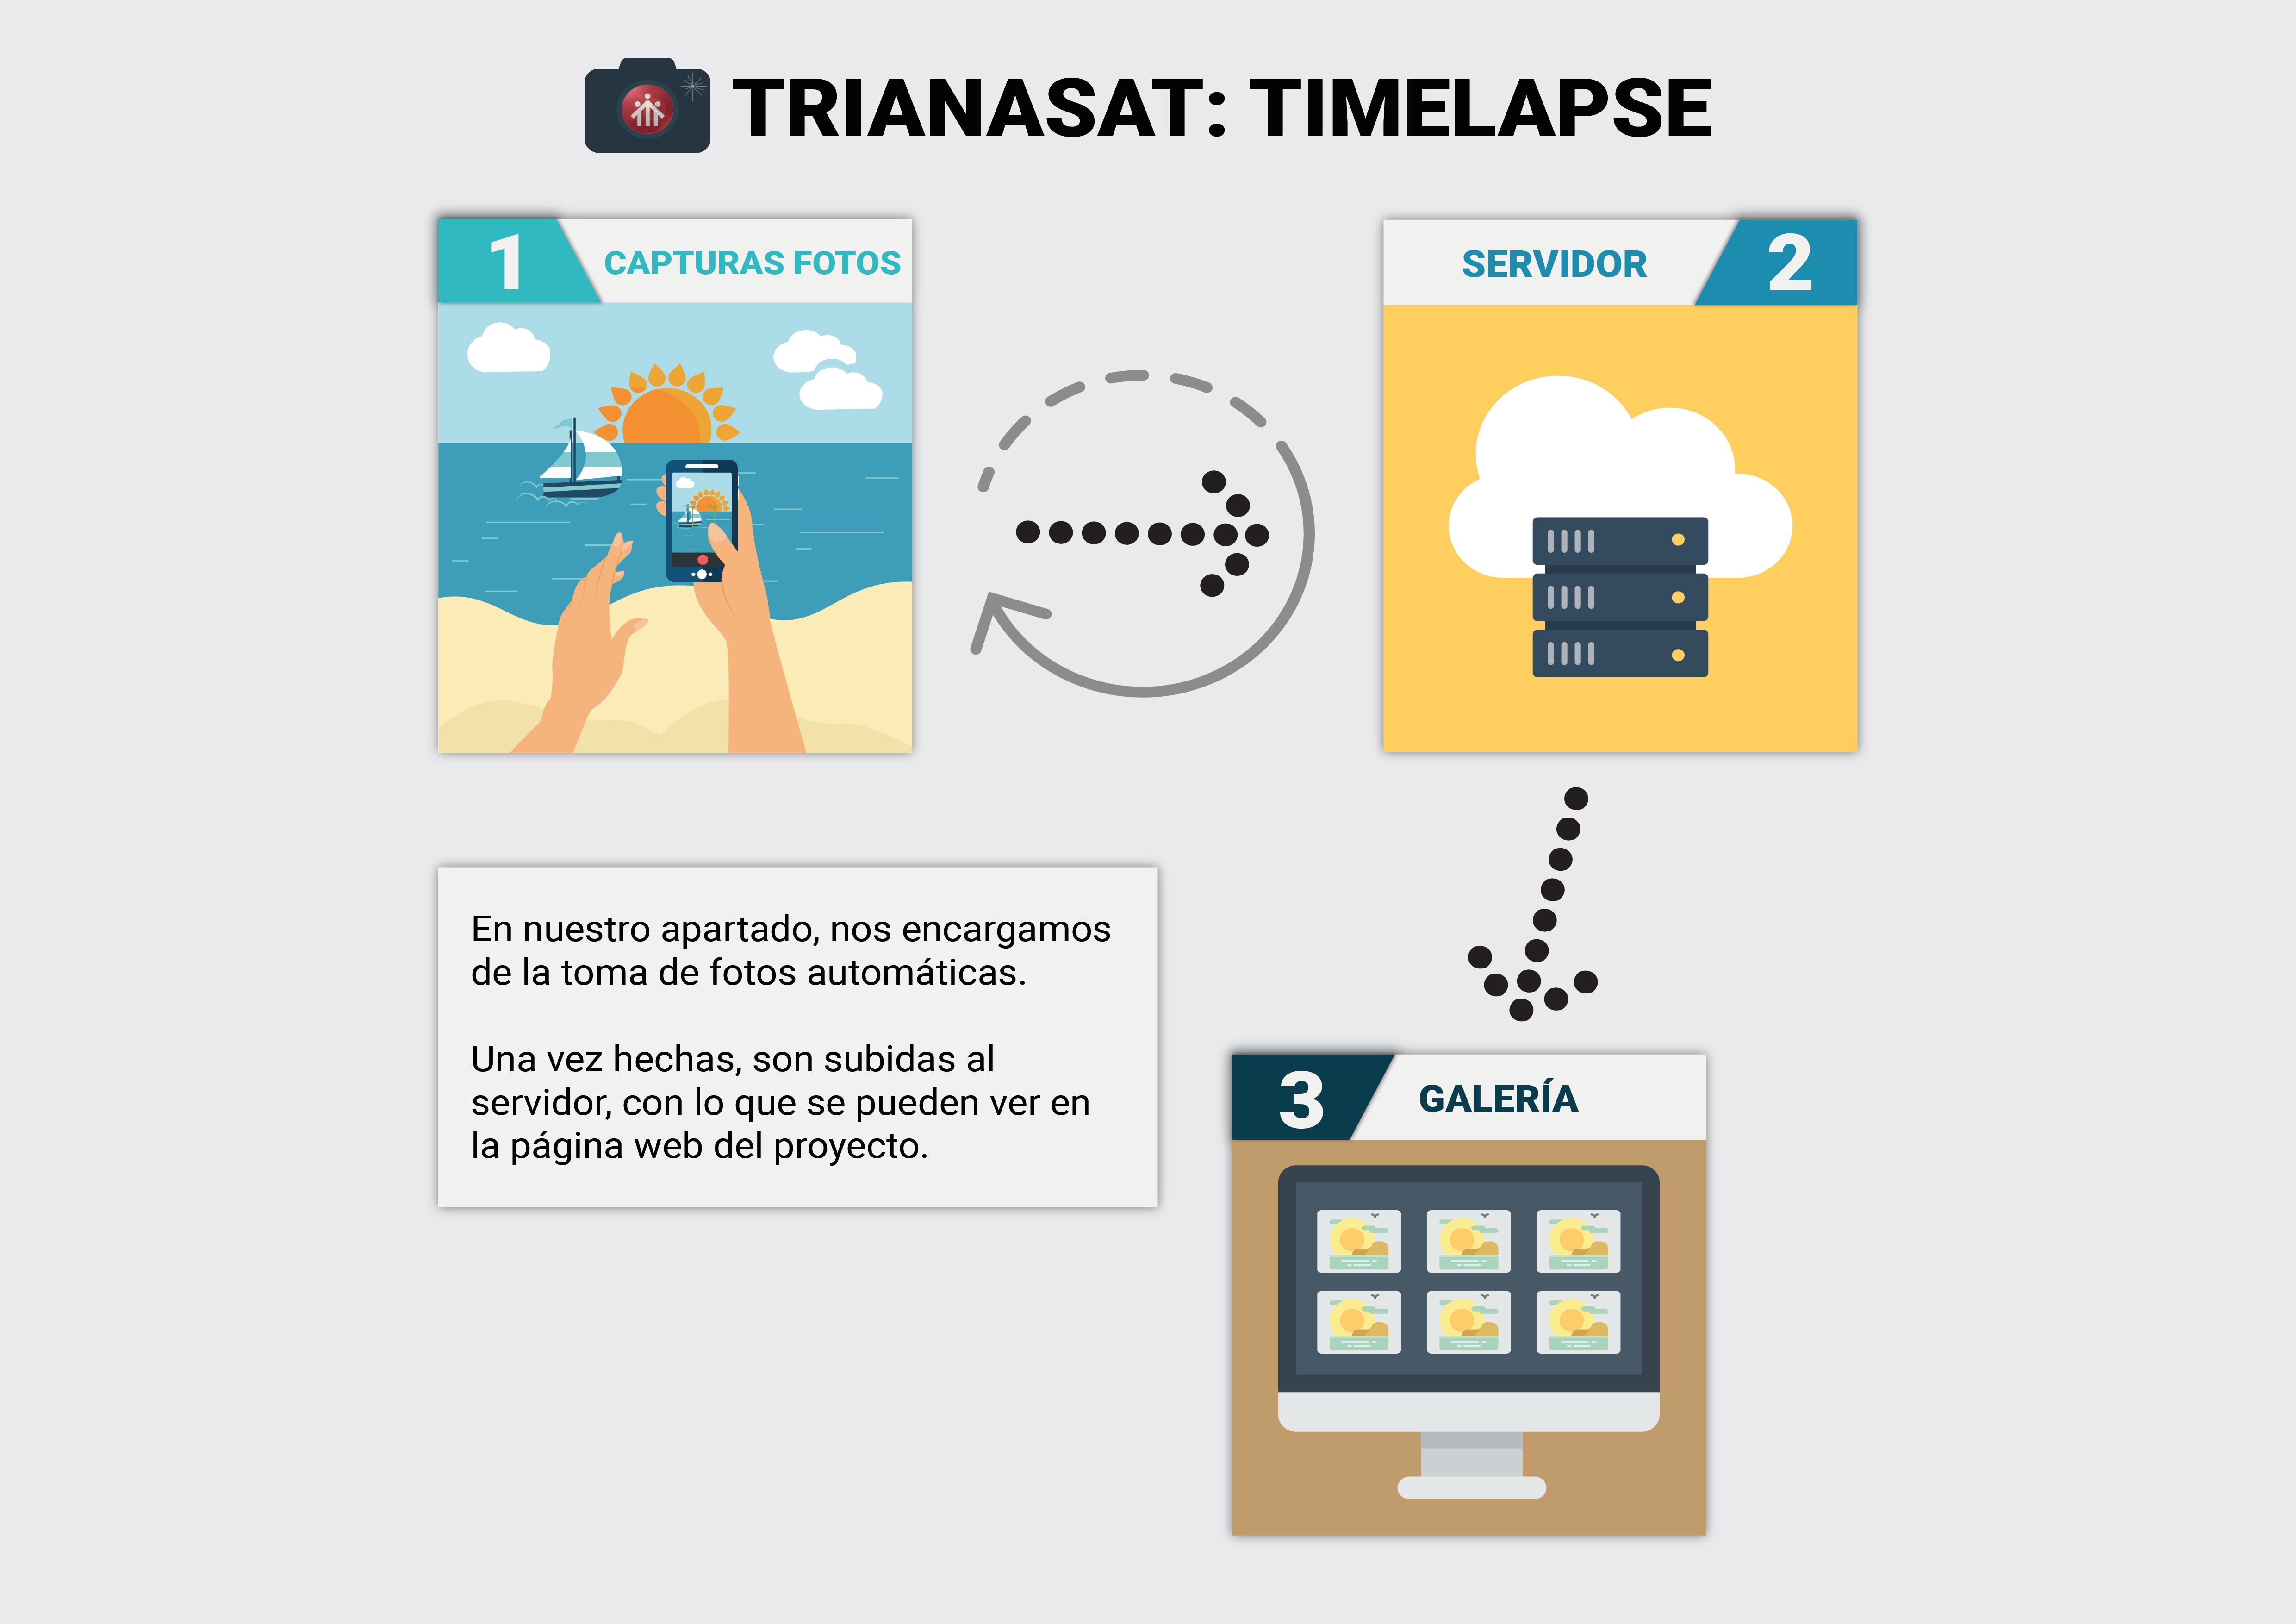 TRIANASAT: TIMELAPSE
1
CAPTURAS FOTOS
SERVIDOR
2
En nuestro apartado, nos encargamos
de la toma de fotos automáticas.
Una vez hechas, son subidas al
servidor, con lo que se pueden ver en
la página web del proyecto.
3
GALERÍA